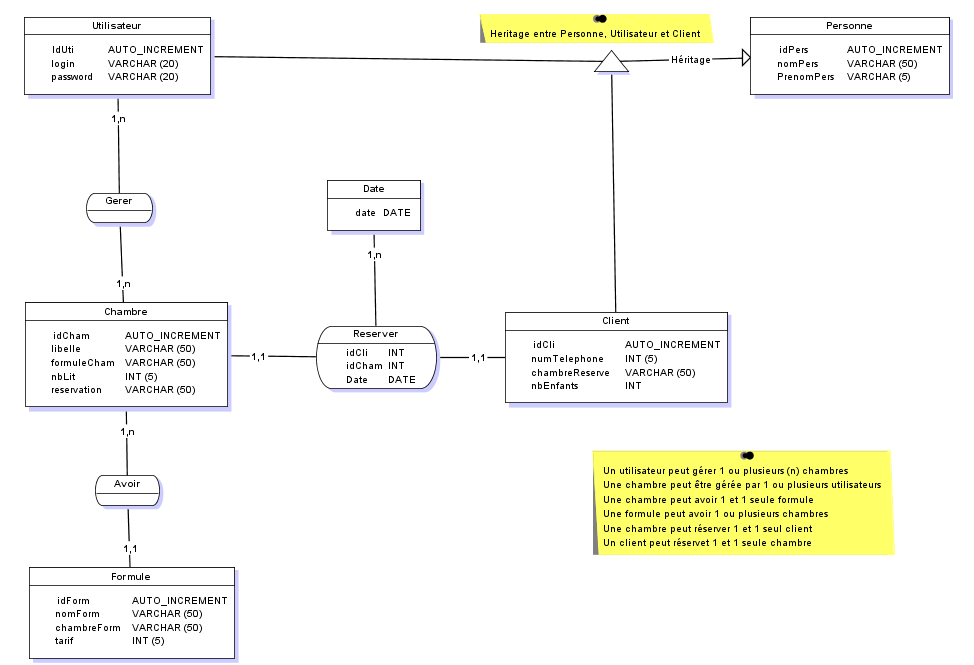 Utilisateur
IdUti AUTO_INCREMENT
login VARCHAR (20)
password VARCHAR (20)
Heritage entre Personne, Utilisateur et Client
Personne
idPers AUTO_INCREMENT
nomPers VARCHAR (50)
PrenomPers VARCHAR (5)
Héritage
1,n
Gerer
1,n
Date
date DATE
1,n
Chambre
idCham AUTO_INCREMENT
libelle VARCHAR (50)
formuleCham VARCHAR (50)
nbLit INT (5)
reservation VARCHAR (50)
1,1
Reserver
idCli INT
idCham INT
Date DATE
1,1
Client
idCli AUTO_INCREMENT
numTelephone INT (5)
chambreReserve VARCHAR (50)
nbEnfants INT
1,n
Avoir
1,1
Formule
idForm AUTO_INCREMENT
nomForm VARCHAR (50)
chambreForm VARCHAR (50)
tarif INT (5)
Un utilisateur peut gérer 1 ou plusieurs (n) chambres
Une chambre peut être gérée par 1 ou plusieurs utilisateurs
Une chambre peut avoir 1 et 1 seule formule
Une formule peut avoir 1 ou plusieurs chambres
Une chambre peut réserver 1 et 1 seul client
Un client peut réservet 1 et 1 seule chambre